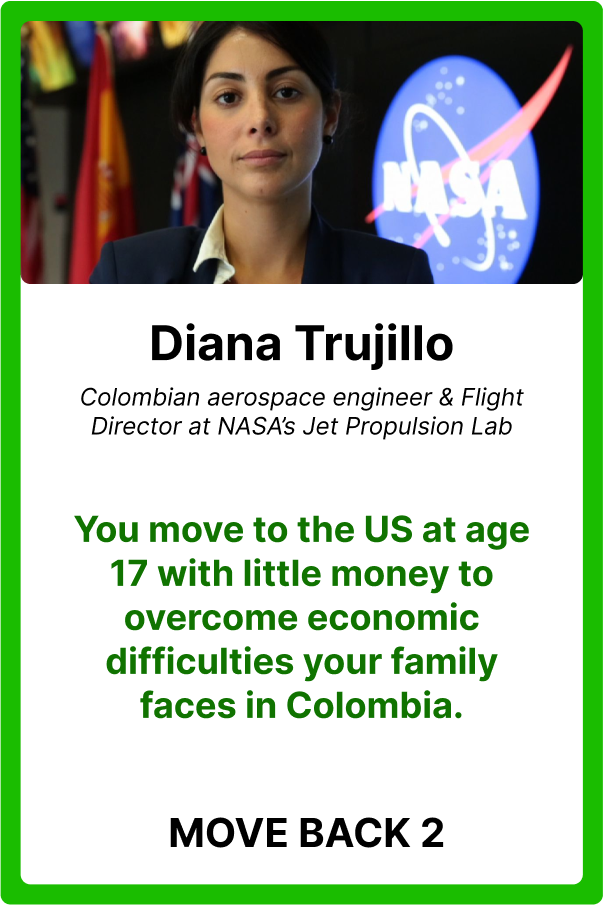 NASA
Diana Trujillo
Colombian aerospace engineer & Flight
Director at NASA’s Jet Propulsion Lab
You move to the US at age
17 with little money to
overcome economic
difficulties your family
faces in Colombia.
MOVE BACK 2